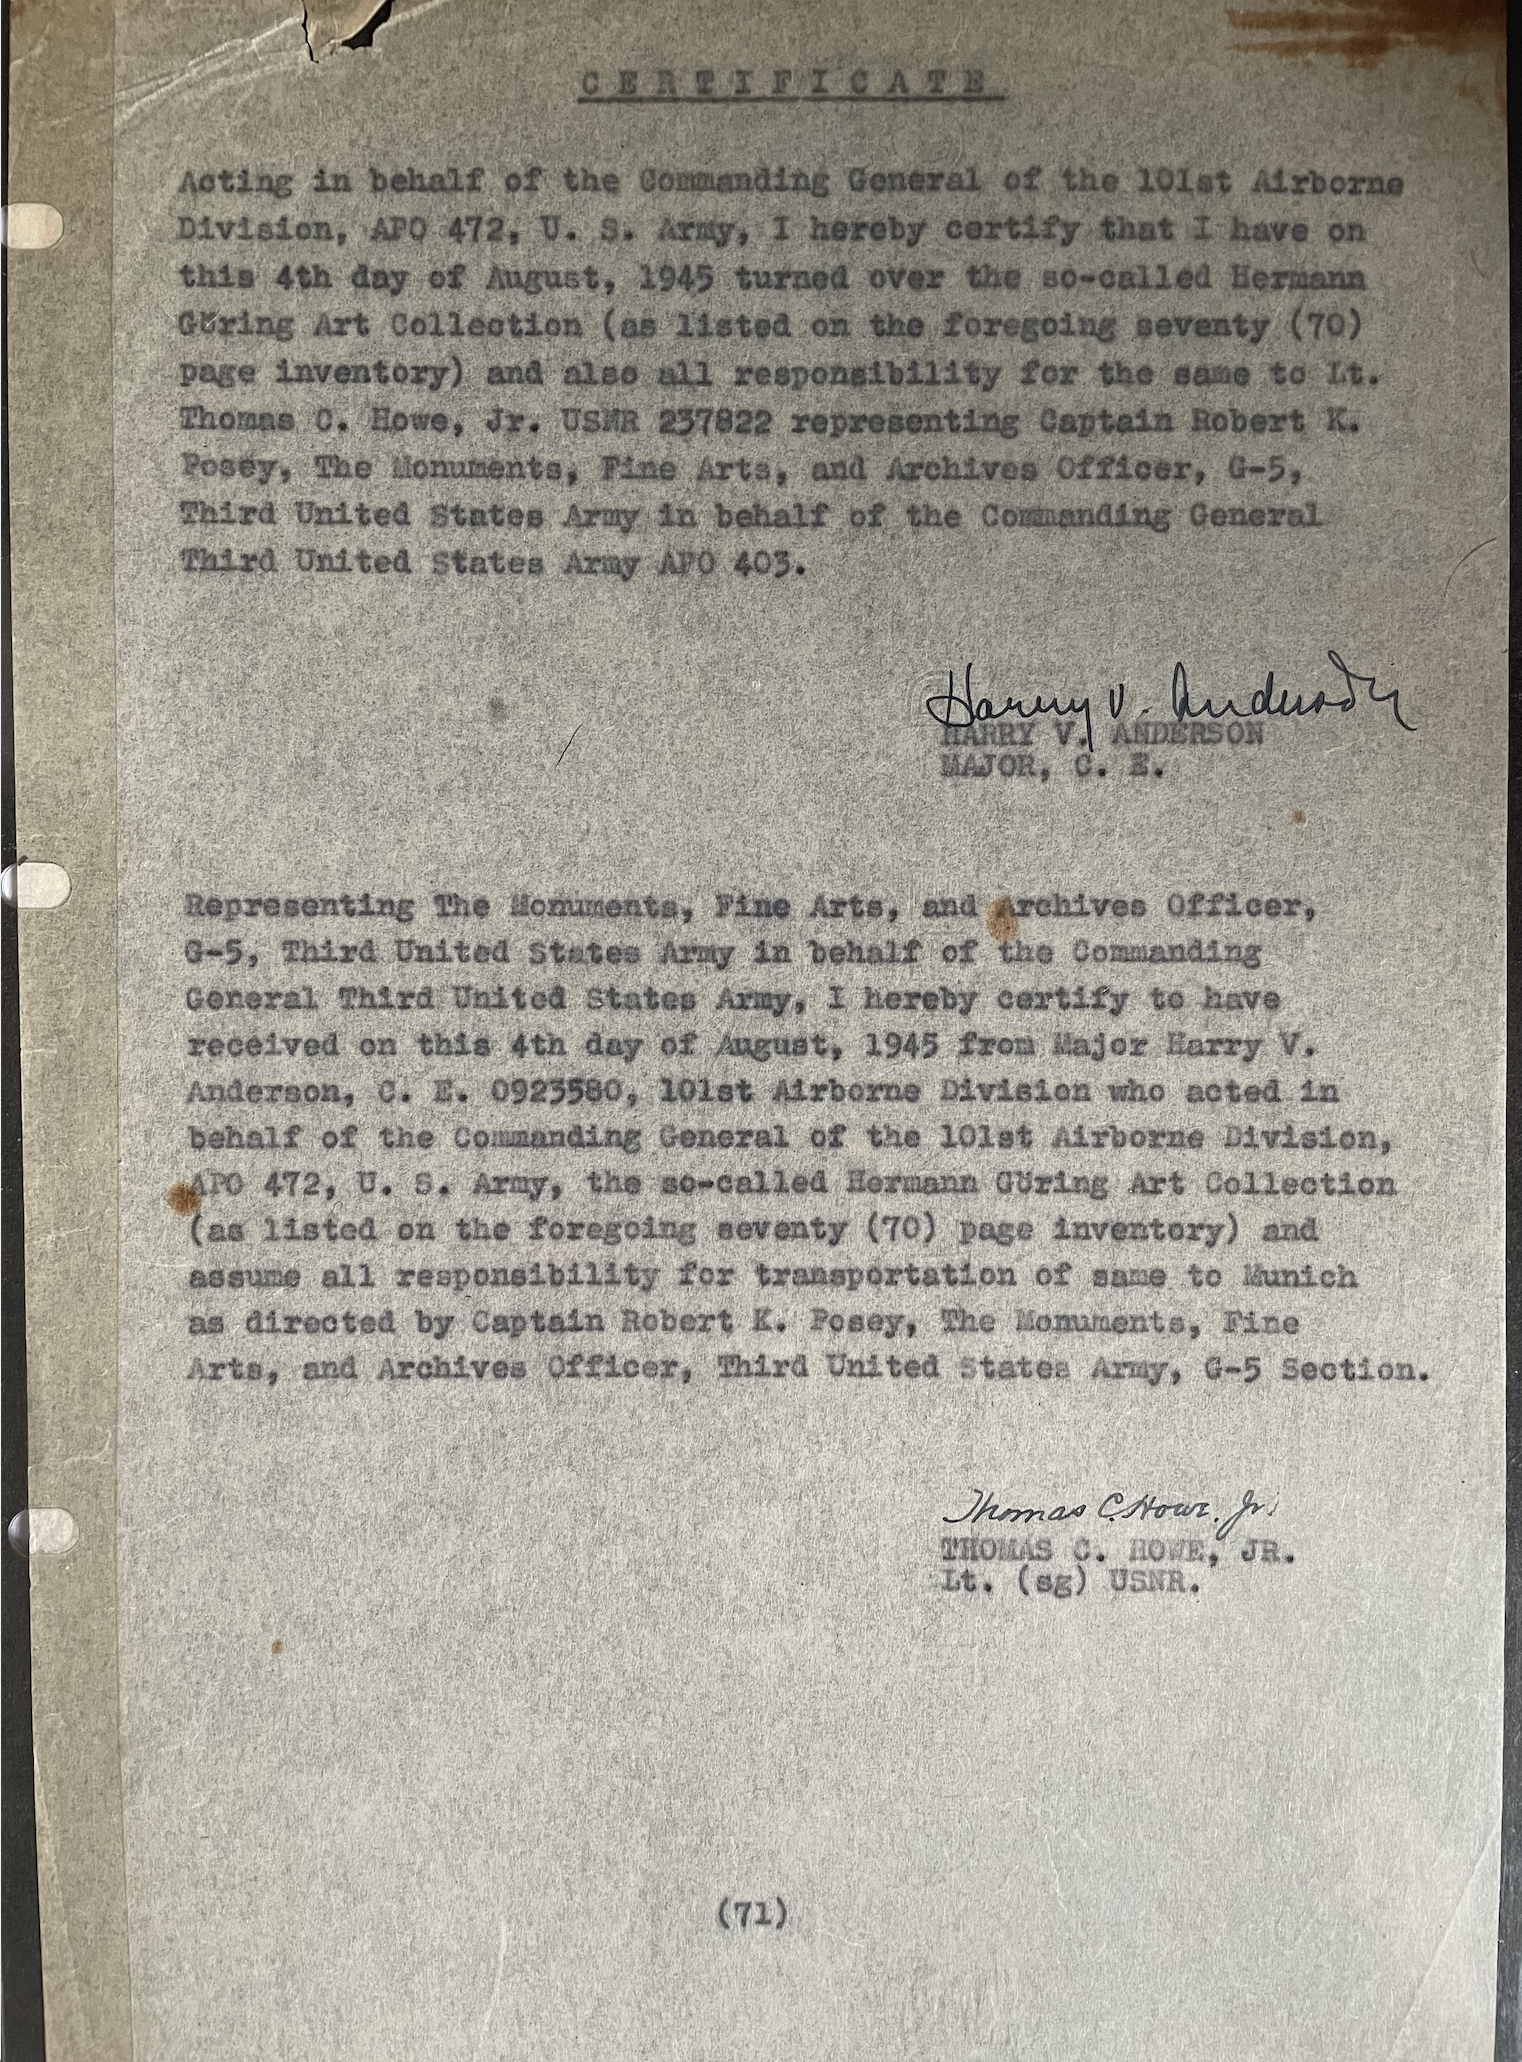 CERTIFICATE
Acting in behalf of the Commanding General of the 101st Airborne
Division, APO 472, U. S. Army, I hereby certify that I have on
this 4th day of August, 1945 turned over the so-called Hermann
Göring Art Collection (as listed on the foregoing seventy (70)
page inventory) and also all responsibility for the same to Lt.
Thomas C. Howe, Jr. USNR 237822 representing Captain Robert K.
Posey, The Monuments, Fine Arts, and Archives Officer, G-5,
Third United States Army in behalf of the Commanding General
Third United States Army APO 403.
Harry V. Anderson
HARRY V. ANDERSON
MAJOR, C. E.
Representing The Monuments, Fine Arts, and Archives Officer,
G-5, Third United States Army in behalf of the Commanding
General Third United States Army, I hereby certify to have
received on this 4th day of August, 1945 from Major Harry V.
Anderson, C. E. 0923580, 101st Airborne Division who acted in
behalf of the Commanding General of the 101st Airborne Division,
APO 472, U. S. Army, the so-called Hermann Göring Art Collection
(as listed on the foregoing seventy (70) page inventory) and
assume all responsibility for transportation of same to Munich
as directed by Captain Robert K. Posey, The Monuments, Fine
Arts, and Archives Officer, Third United States Army, G-5 Section.
Thomas C. Howe, Jr.
THOMAS C. HOWE, JR.
Lt. (sg) USNR.
(71)